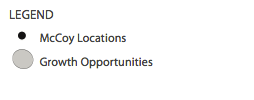 LEGEND
McCoy Locations
Growth Opportunities